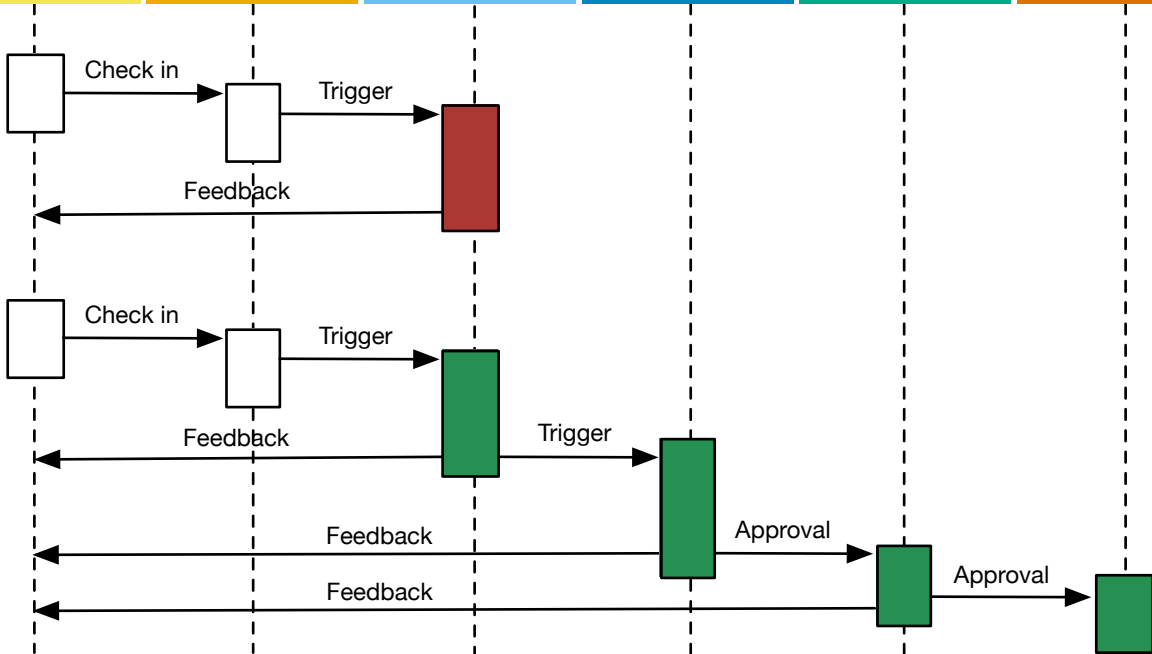 Check in
Trigger
Feedback
Check in
Trigger
Feedback
Trigger
Feedback
Approval
Feedback
Approval